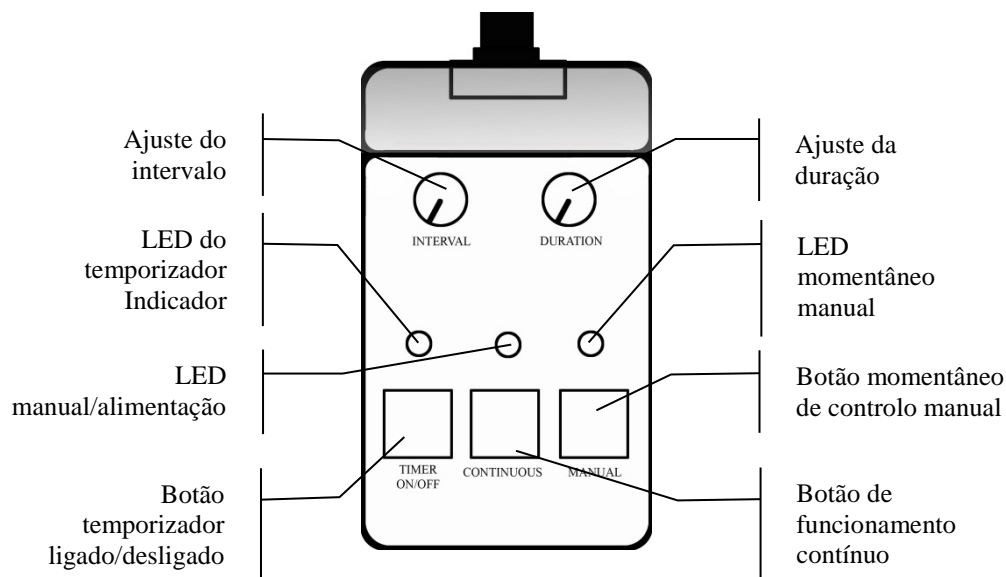 Ajuste do
intervalo
Ajuste da
duração
INTERVAL
DURATION
LED do
temporizador
Indicador
LED
momentâneo
manual
LED
manual/alimentação
Botão momentâneo
de controlo manual
TIMER
ON/OFF
CONTINUOUS
MANUAL
Botão
temporizador
ligado/desligado
Botão de
funcionamento
contínuo